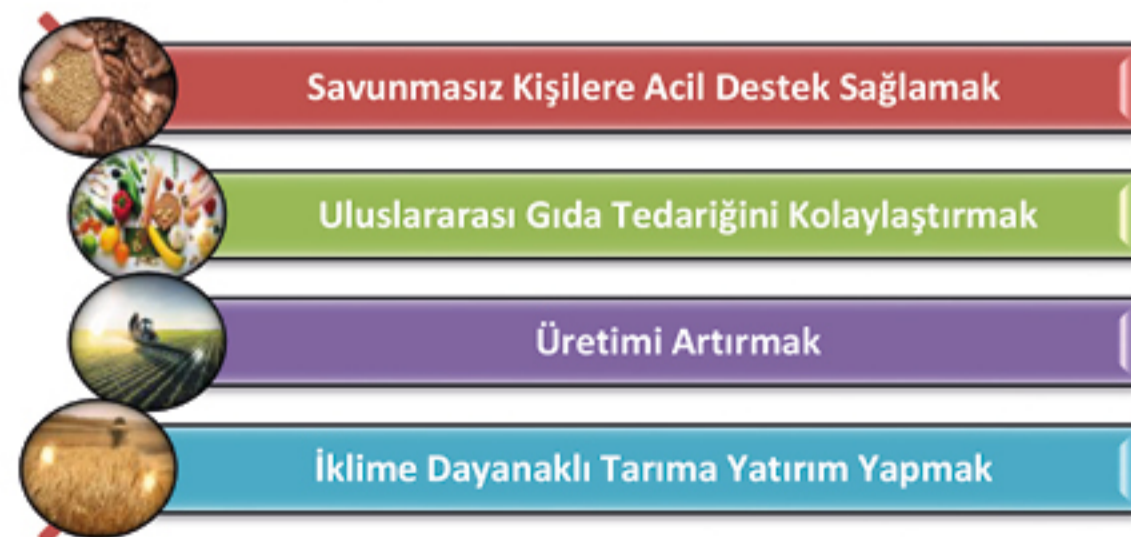 Savunmasız Kişilere Acil Destek Sağlamak
Uluslararası Gıda Tedariğini Kolaylaştırmak
Üretimi Artırmak
İklime Dayanaklı Tarıma Yatırım Yapmak